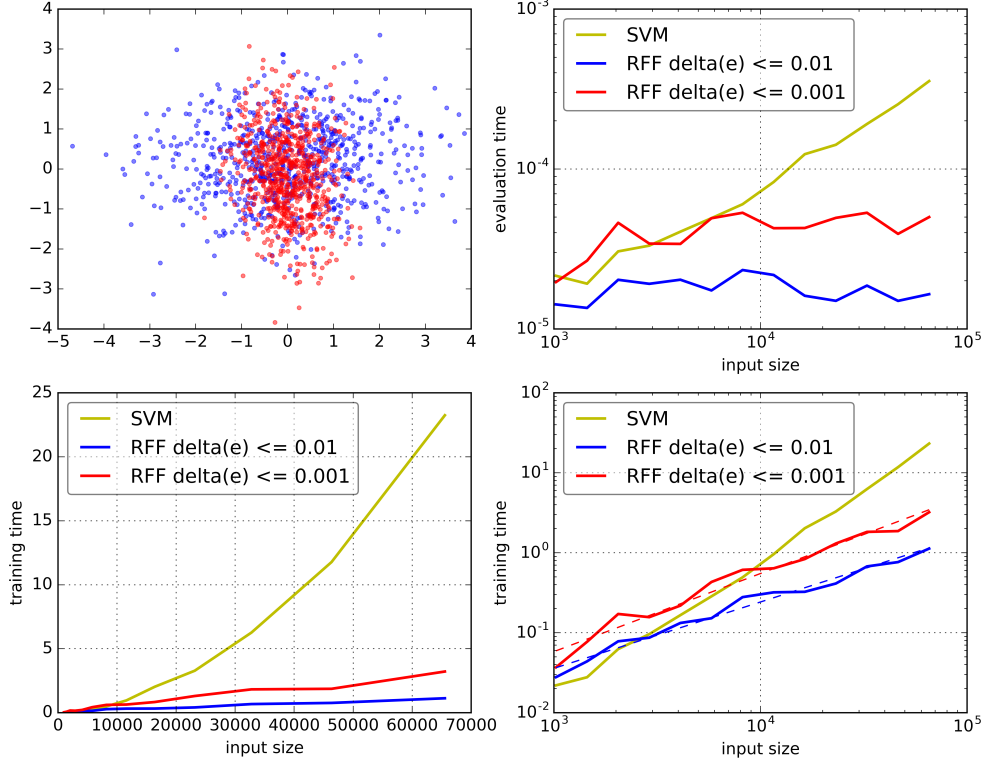 4
3
2
1
0
−1
−2
−3
−4
−5 −4 −3 −2 −1 0 1 2 3 4
SVM
RFF delta(e) <= 0.01
RFF delta(e) <= 0.001
evaluation time
10^-3
10^-4
10^-5
10^3 10^4 10^5
input size
SVM
RFF delta(e) <= 0.01
RFF delta(e) <= 0.001
training time
25
20
15
10
5
0
10000 20000 30000 40000 50000 60000 70000
input size
SVM
RFF delta(e) <= 0.01
RFF delta(e) <= 0.001
training time
10^2
10^1
10^0
10^-1
10^-2
10^3 10^4 10^5
input size